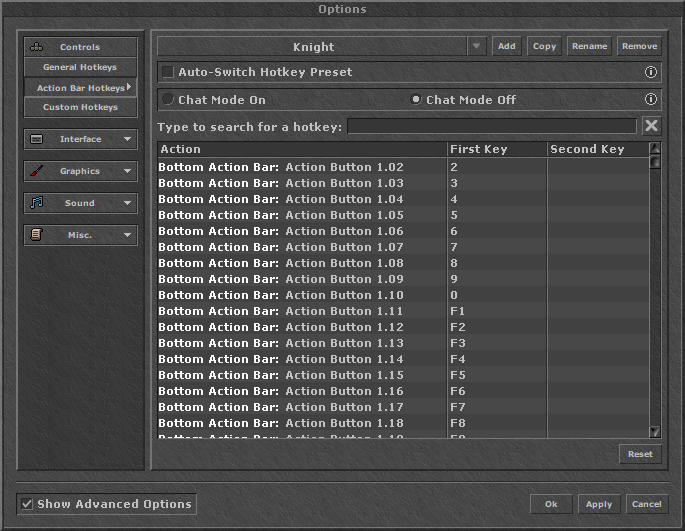 Options
Controls
General Hotkeys
Action Bar Hotkeys
Custom Hotkeys
Interface
Graphics
Sound
Misc.
Knight Add Copy Rename Remove
Auto-Switch Hotkey Preset
Chat Mode On Chat Mode Off
Type to search for a hotkey:
Action First Key Second Key
Bottom Action Bar: Action Button 1.02 2
Bottom Action Bar: Action Button 1.03 3
Bottom Action Bar: Action Button 1.04 4
Bottom Action Bar: Action Button 1.05 5
Bottom Action Bar: Action Button 1.06 6
Bottom Action Bar: Action Button 1.07 7
Bottom Action Bar: Action Button 1.08 8
Bottom Action Bar: Action Button 1.09 9
Bottom Action Bar: Action Button 1.10 0
Bottom Action Bar: Action Button 1.11 F1
Bottom Action Bar: Action Button 1.12 F2
Bottom Action Bar: Action Button 1.13 F3
Bottom Action Bar: Action Button 1.14 F4
Bottom Action Bar: Action Button 1.15 F5
Bottom Action Bar: Action Button 1.16 F6
Bottom Action Bar: Action Button 1.17 F7
Bottom Action Bar: Action Button 1.18 F8
Bottom Action Bar: Action Button 1.19 F9
Reset
Show Advanced Options
Ok Apply Cancel